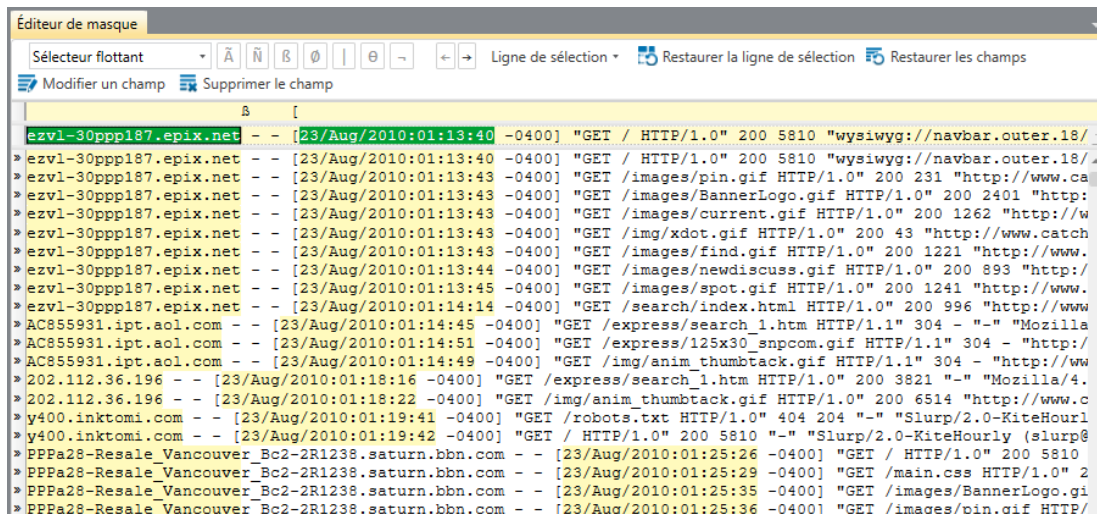 Éditeur de masque
Sélecteur flottant Ã Ñ ß Ø | Θ ¬ ← → Ligne de sélection Restaurer la ligne de sélection Restaurer les champs
Modifier un champ Supprimer le champ
ß [
ezvl-30ppp187.epix.net - - [23/Aug/2010:01:13:40 -0400] "GET / HTTP/1.0" 200 5810 "wysiwyg://navbar.outer.18/
» ezvl-30ppp187.epix.net - - [23/Aug/2010:01:13:40 -0400] "GET / HTTP/1.0" 200 5810 "wysiwyg://navbar.outer.18/
» ezvl-30ppp187.epix.net - - [23/Aug/2010:01:13:43 -0400] "GET /images/pin.gif HTTP/1.0" 200 231 "http://www.ca
» ezvl-30ppp187.epix.net - - [23/Aug/2010:01:13:43 -0400] "GET /images/BannerLogo.gif HTTP/1.0" 200 2401 "http:
» ezvl-30ppp187.epix.net - - [23/Aug/2010:01:13:43 -0400] "GET /images/current.gif HTTP/1.0" 200 1262 "http://w
» ezvl-30ppp187.epix.net - - [23/Aug/2010:01:13:43 -0400] "GET /img/xdot.gif HTTP/1.0" 200 43 "http://www.catch
» ezvl-30ppp187.epix.net - - [23/Aug/2010:01:13:43 -0400] "GET /images/find.gif HTTP/1.0" 200 1221 "http://www.
» ezvl-30ppp187.epix.net - - [23/Aug/2010:01:13:44 -0400] "GET /images/newdiscuss.gif HTTP/1.0" 200 893 "http:/
» ezvl-30ppp187.epix.net - - [23/Aug/2010:01:13:45 -0400] "GET /images/spot.gif HTTP/1.0" 200 1241 "http://www.
» ezvl-30ppp187.epix.net - - [23/Aug/2010:01:14:14 -0400] "GET /search/index.html HTTP/1.0" 200 996 "http://www
» AC855931.ipt.aol.com - - [23/Aug/2010:01:14:45 -0400] "GET /express/search_1.htm HTTP/1.1" 304 - "-" "Mozilla
» AC855931.ipt.aol.com - - [23/Aug/2010:01:14:51 -0400] "GET /express/125x30_snpcom.gif HTTP/1.1" 304 - "http:/
» AC855931.ipt.aol.com - - [23/Aug/2010:01:14:49 -0400] "GET /img/anim_thumbtack.gif HTTP/1.1" 304 - "http://ww
» 202.112.36.196 - - [23/Aug/2010:01:18:16 -0400] "GET /express/search_1.htm HTTP/1.0" 200 3821 "-" "Mozilla/4.
» 202.112.36.196 - - [23/Aug/2010:01:18:22 -0400] "GET /img/anim_thumbtack.gif HTTP/1.0" 200 6514 "http://www.c
» y400.inktomi.com - - [23/Aug/2010:01:19:41 -0400] "GET /robots.txt HTTP/1.0" 404 204 "-" "Slurp/2.0-KiteHourl
» y400.inktomi.com - - [23/Aug/2010:01:19:42 -0400] "GET / HTTP/1.0" 200 5810 "-" "Slurp/2.0-KiteHourly (slurp@
» PPPa28-Resale_Vancouver_Bc2-2R1238.saturn.bbn.com - - [23/Aug/2010:01:25:26 -0400] "GET / HTTP/1.0" 200 5810
» PPPa28-Resale_Vancouver_Bc2-2R1238.saturn.bbn.com - - [23/Aug/2010:01:25:29 -0400] "GET /main.css HTTP/1.0" 2
» PPPa28-Resale_Vancouver_Bc2-2R1238.saturn.bbn.com - - [23/Aug/2010:01:25:35 -0400] "GET /images/BannerLogo.gi
» PPPa28-Resale_Vancouver_Bc2-2R1238.saturn.bbn.com - - [23/Aug/2010:01:25:36 -0400] "GET /images/pin.gif HTTP/